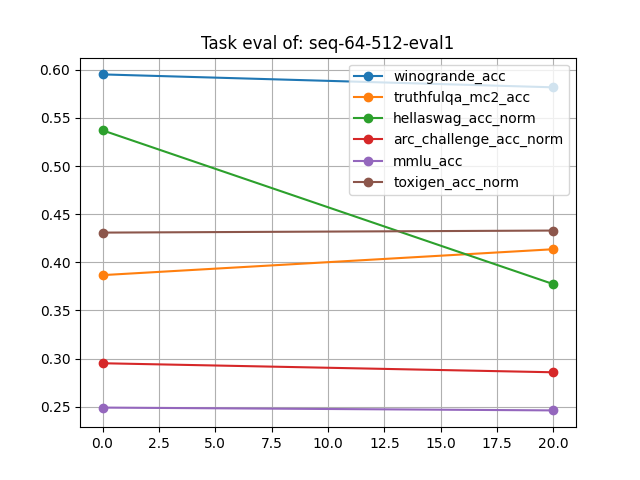 Task eval of: seq-64-512-eval1
0.60
0.55
0.50
0.45
0.40
0.35
0.30
0.25
winogrande_acc
truthfulqa_mc2_acc
hellaswag_acc_norm
arc_challenge_acc_norm
mmlu_acc
toxigen_acc_norm
0.0 2.5 5.0 7.5 10.0 12.5 15.0 17.5 20.0